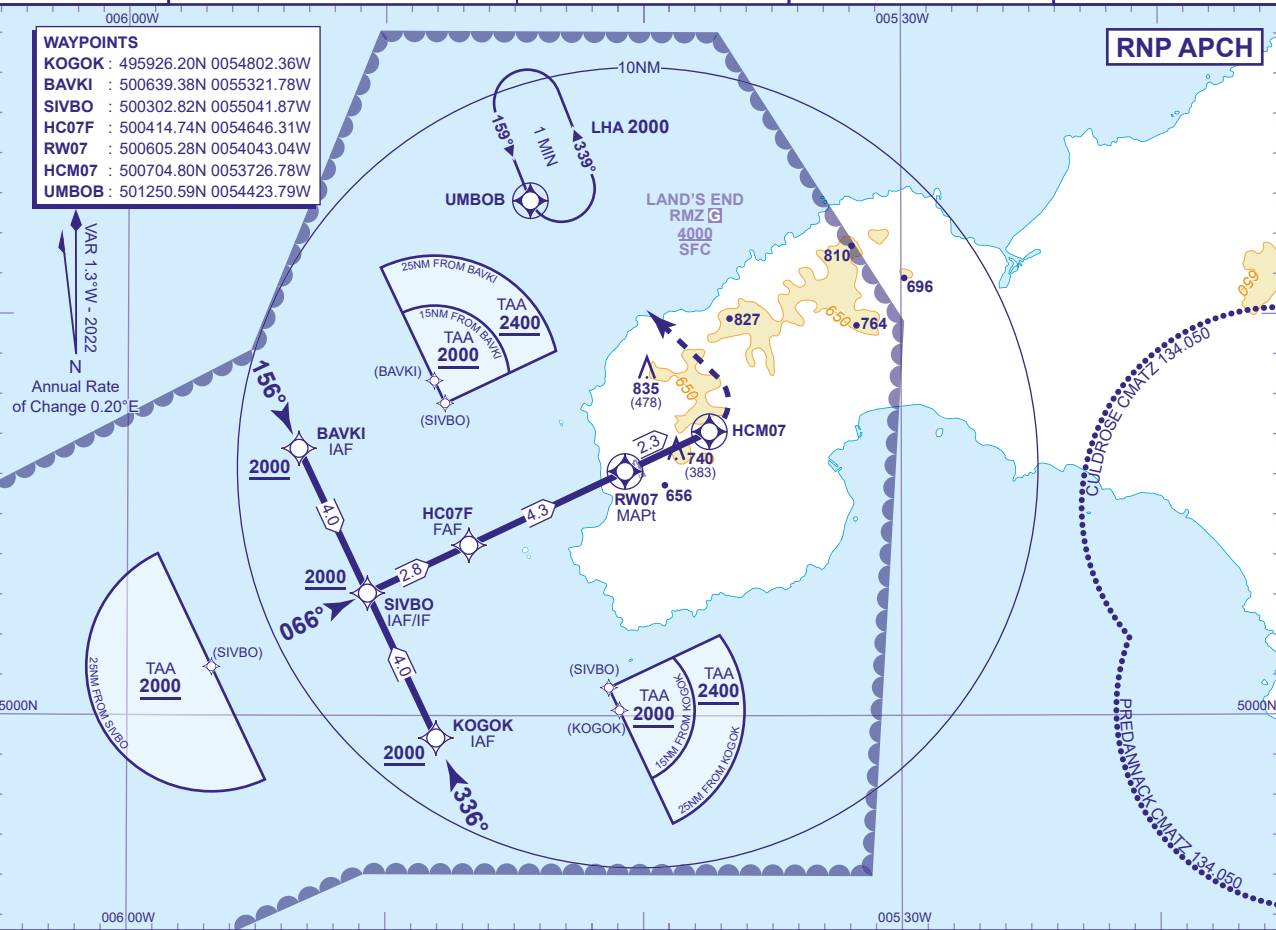 006 00W
005 30W
WAYPOINTS
KOGOK : 495926.20N 0054802.36W
BAVKI : 500639.38N 0055321.78W
SIVBO : 500302.82N 0055041.87W
HC07F : 500414.74N 0054646.31W
RW07 : 500605.28N 0054043.04W
HCM07 : 500704.80N 0053726.78W
UMBOB : 501250.59N 0054423.79W
RNP APCH
10NM
LHA 2000
159°
1 MIN
339°
UMBOB
LAND'S END
RMZ G
4000
SFC
VAR 1.3°W - 2022
N
Annual Rate
of Change 0.20°E
810
696
650
827
650
764
25NM FROM BAVKI
TAA
2400
15NM FROM BAVKI
TAA
2000
(BAVKI)
(SIVBO)
CULDROSE CMATZ 134.050
156°
835
(478)
650
BAVKI
IAF
2000
HCM07
2.3
740
(383)
RW07
MAPt
656
4.0
HC07F
FAF
4.3
2.8
2000
SIVBO
IAF/IF
066°
(SIVBO)
TAA
2000
25NM FROM SIVBO
4.0
(SIVBO)
(KOGOK)
TAA
2000
15NM FROM KOGOK
TAA
2400
25NM FROM KOGOK
5000N
5000N
KOGOK
IAF
2000
336°
PREDANNACK CMATZ 134.050
006 00W
005 30W